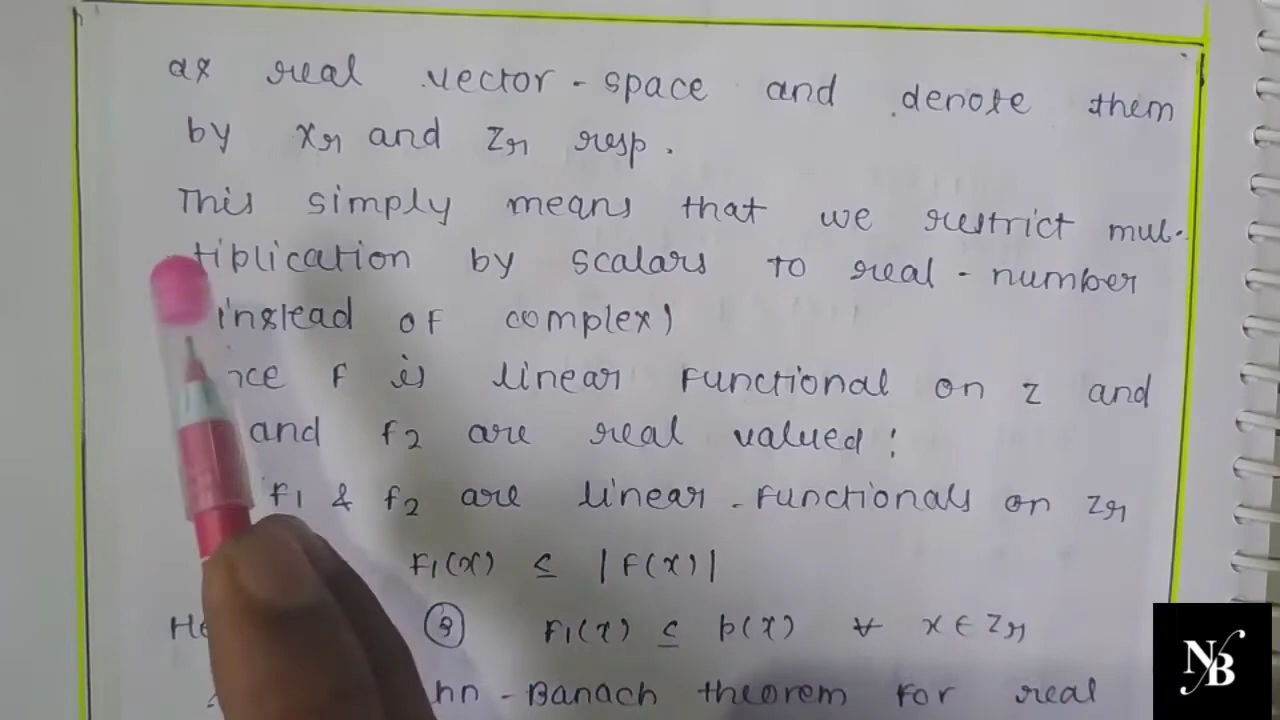 as real vector-space and denote them
by Xr and Zr resp.
This simply means that we restrict mul-
tiplication by scalars to real-number
instead of complex)
F is linear functional on Z and
and F2 are real valued:
F1 & F2 are linear-functionals on Zr
F1(x) ≤ |F(x)|
③ F1(x) ≤ p(x) ∀ x ∈ Zr
-Banach theorem for real
NB